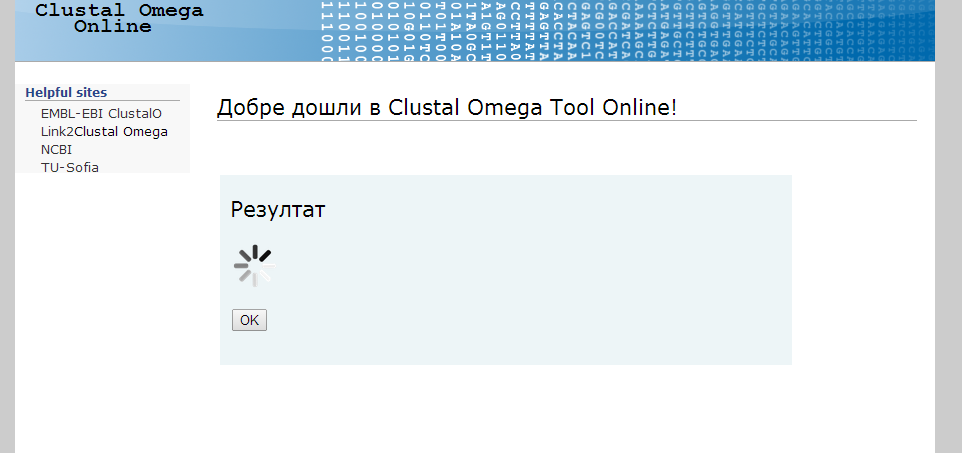 Clustal Omega
Online
Helpful sites
EMBL-EBI ClustalO
Link2Clustal Omega
NCBI
TU-Sofia
Добре дошли в Clustal Omega Tool Online!
Резултат
OK